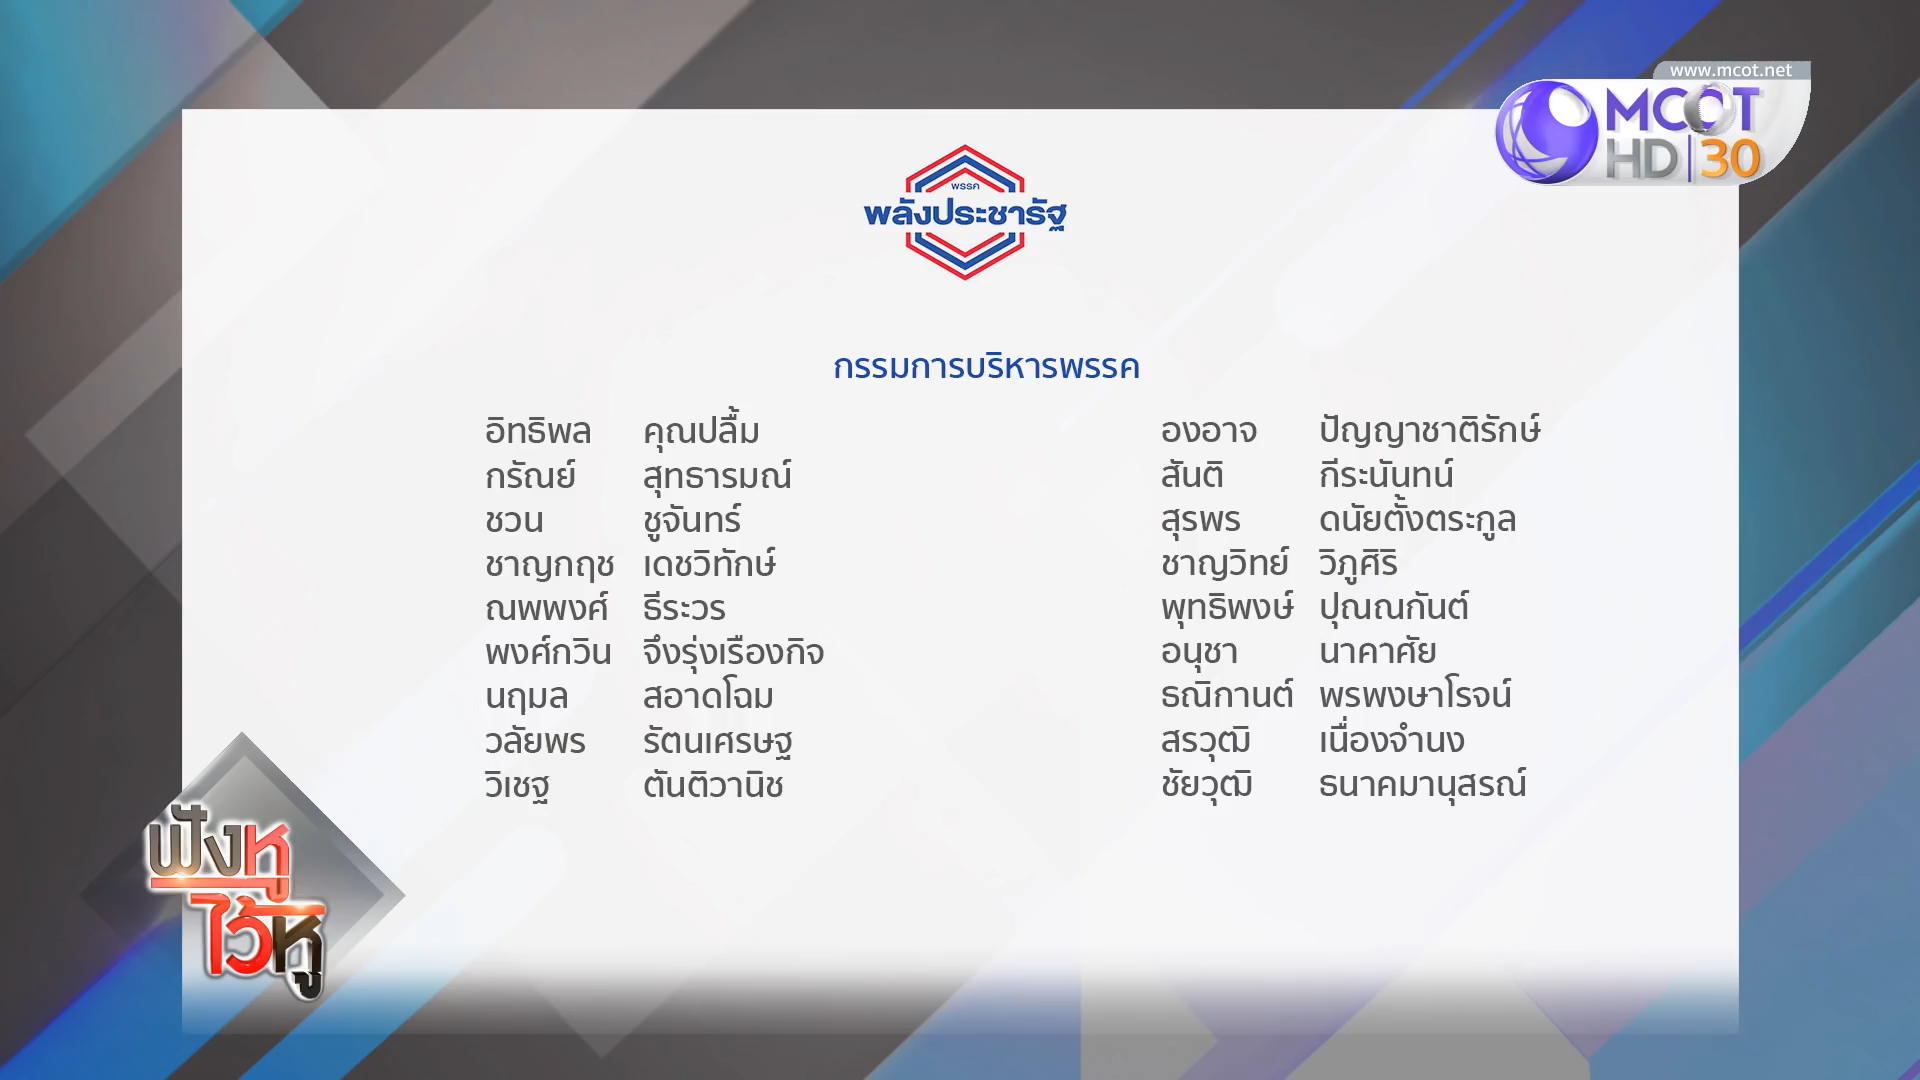 www.mcot.net
MCOT
HD 30
พรรค
พลังประชารัฐ
กรรมการบริหารพรรค
อิทธิพล คุณปลื้ม
กรัณย์ สุทธารมณ์
ชวน ชูจันทร์
ชาญกฤช เดชวิทักษ์
ณพพงศ์ ธีระวร
พงศ์กวิน จึงรุ่งเรืองกิจ
นฤมล สอาดโฉม
วลัยพร รัตนเศรษฐ
วิเชฐ ตันติวานิช
องอาจ ปัญญาชาติรักษ์
สันติ กีระนันทน์
สุรพร ดนัยตั้งตระกูล
ชาญวิทย์ วิภูศิริ
พุทธิพงษ์ ปุณณกันต์
อนุชา นาคาศัย
ธณิกานต์ พรพงษาโรจน์
สรวุฒิ เนื่องจำนง
ชัยวุฒิ ธนาคมานุสรณ์
ฟังหู
ไว้หู